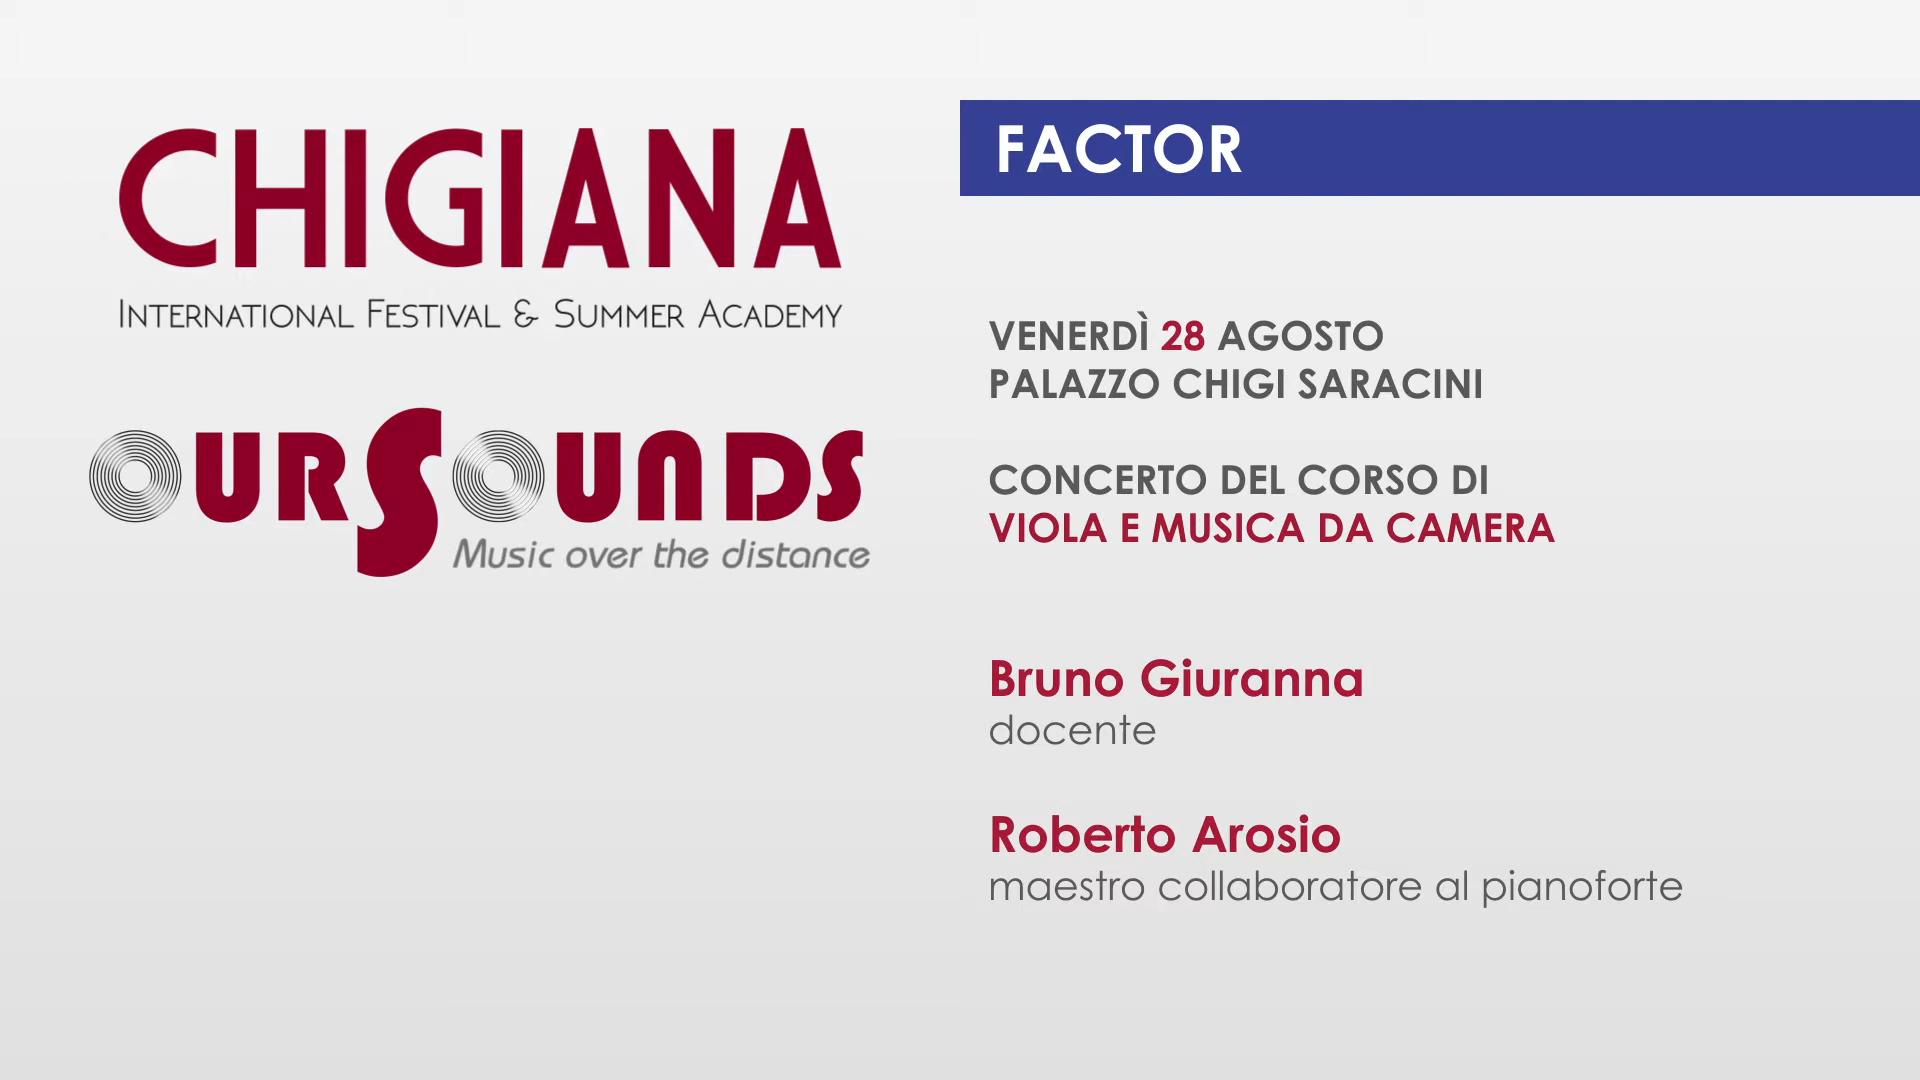 CHIGIANA
INTERNATIONAL FESTIVAL & SUMMER ACADEMY
OURSOUNDS
Music over the distance
FACTOR
VENERDÌ 28 AGOSTO
PALAZZO CHIGI SARACINI
CONCERTO DEL CORSO DI
VIOLA E MUSICA DA CAMERA
Bruno Giuranna
docente
Roberto Arosio
maestro collaboratore al pianoforte